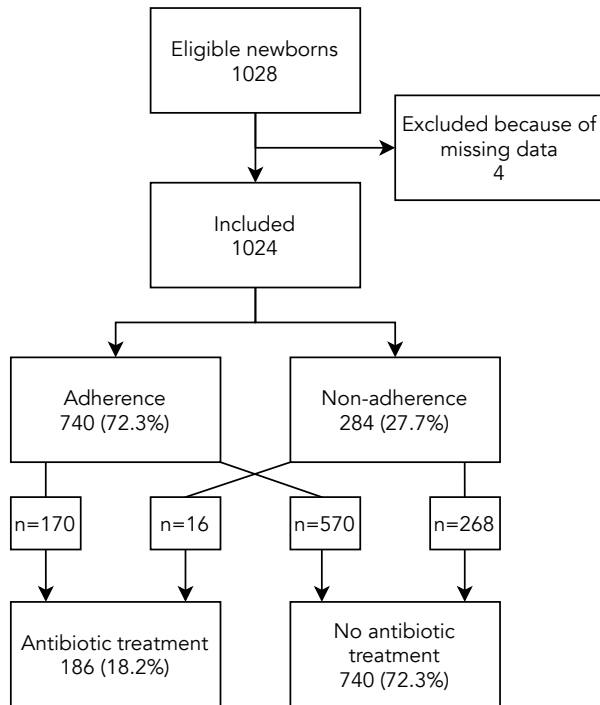 Eligible newborns
1028
Excluded because of
missing data
4
Included
1024
Adherence
740 (72.3%)
Non-adherence
284 (27.7%)
n=170
n=16
n=570
n=268
Antibiotic treatment
186 (18.2%)
No antibiotic
treatment
740 (72.3%)